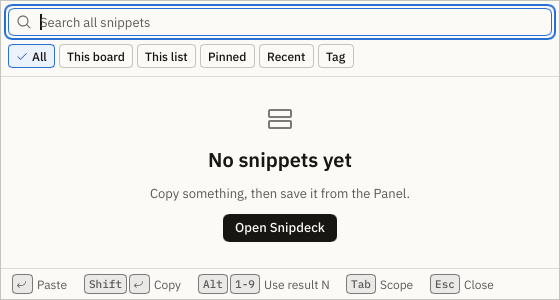 Search all snippets
All This board This list Pinned Recent Tag
No snippets yet
Copy something, then save it from the Panel.
Open Snipdeck
Paste Shift Copy Alt 1-9 Use result N Tab Scope Esc Close